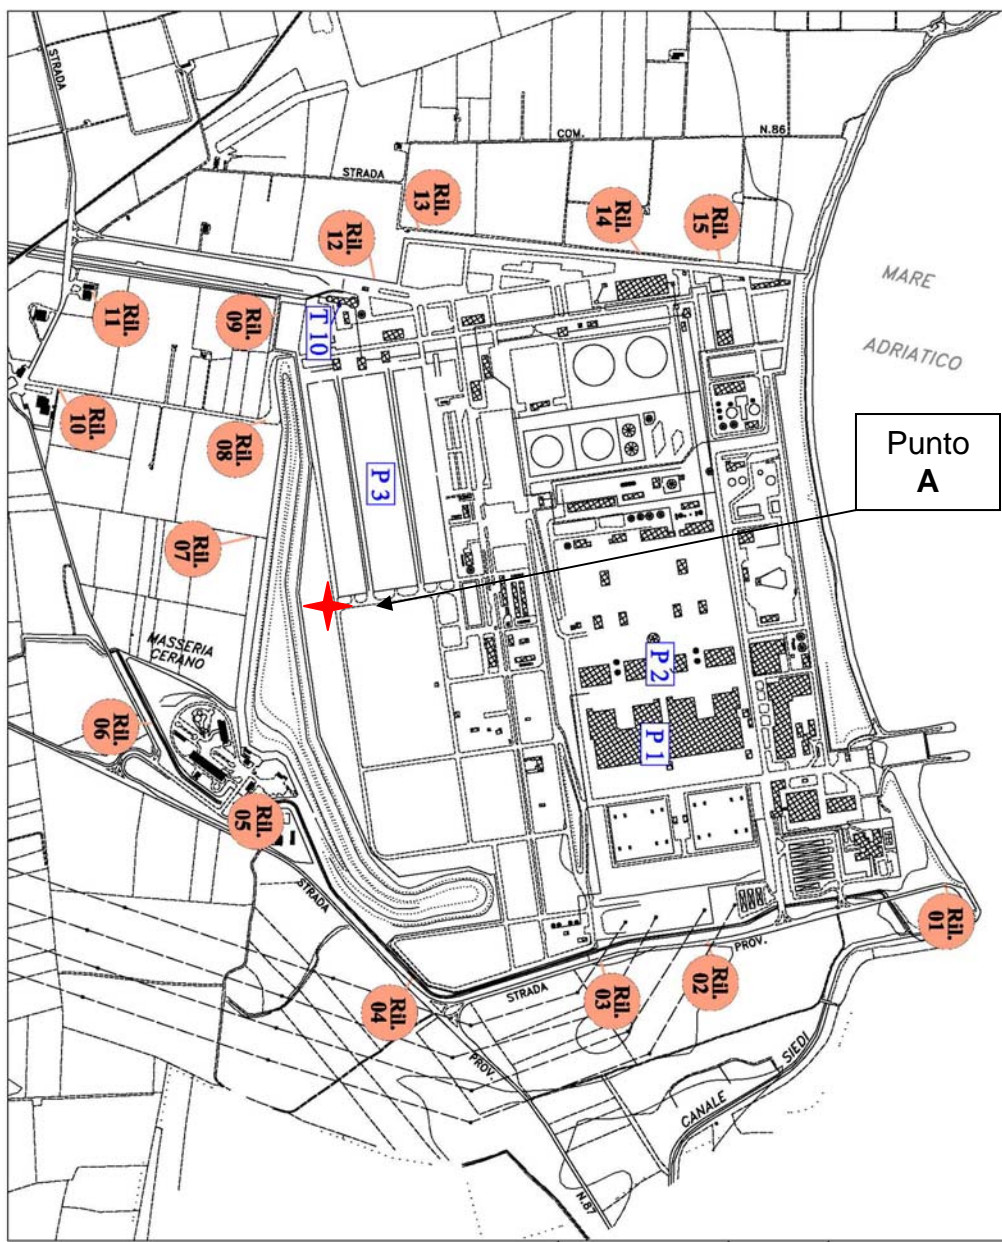 STRADA
COM.
N.86
STRADA
Ril.
13
Ril.
14
Ril.
15
Ril.
12
MARE
ADRIATICO
Ril.
11
Ril.
09
T 10
Ril.
10
Ril.
08
Punto
A
P 3
Ril.
07
MASSERIA
CERANO
P 2
P 1
Ril.
06
Ril.
05
STRADA
Ril.
01
PROV.
Ril.
02
Ril.
03
STRADA
Ril.
04
PROV.
SIEDI
CANALE
N.87